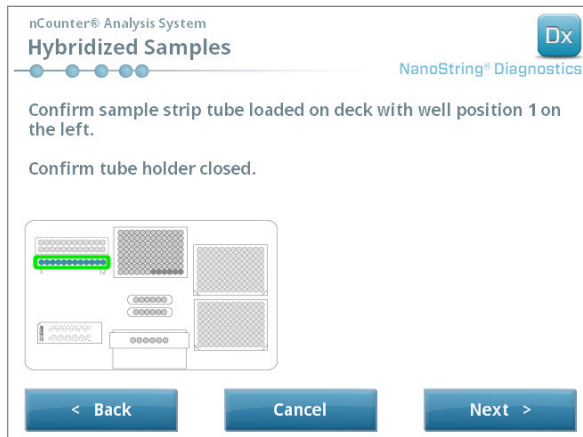 nCounter® Analysis System
Hybridized Samples
Dx
NanoString® Diagnostics
Confirm sample strip tube loaded on deck with well position 1 on
the left.
Confirm tube holder closed.
1 12
< Back
Cancel
Next >